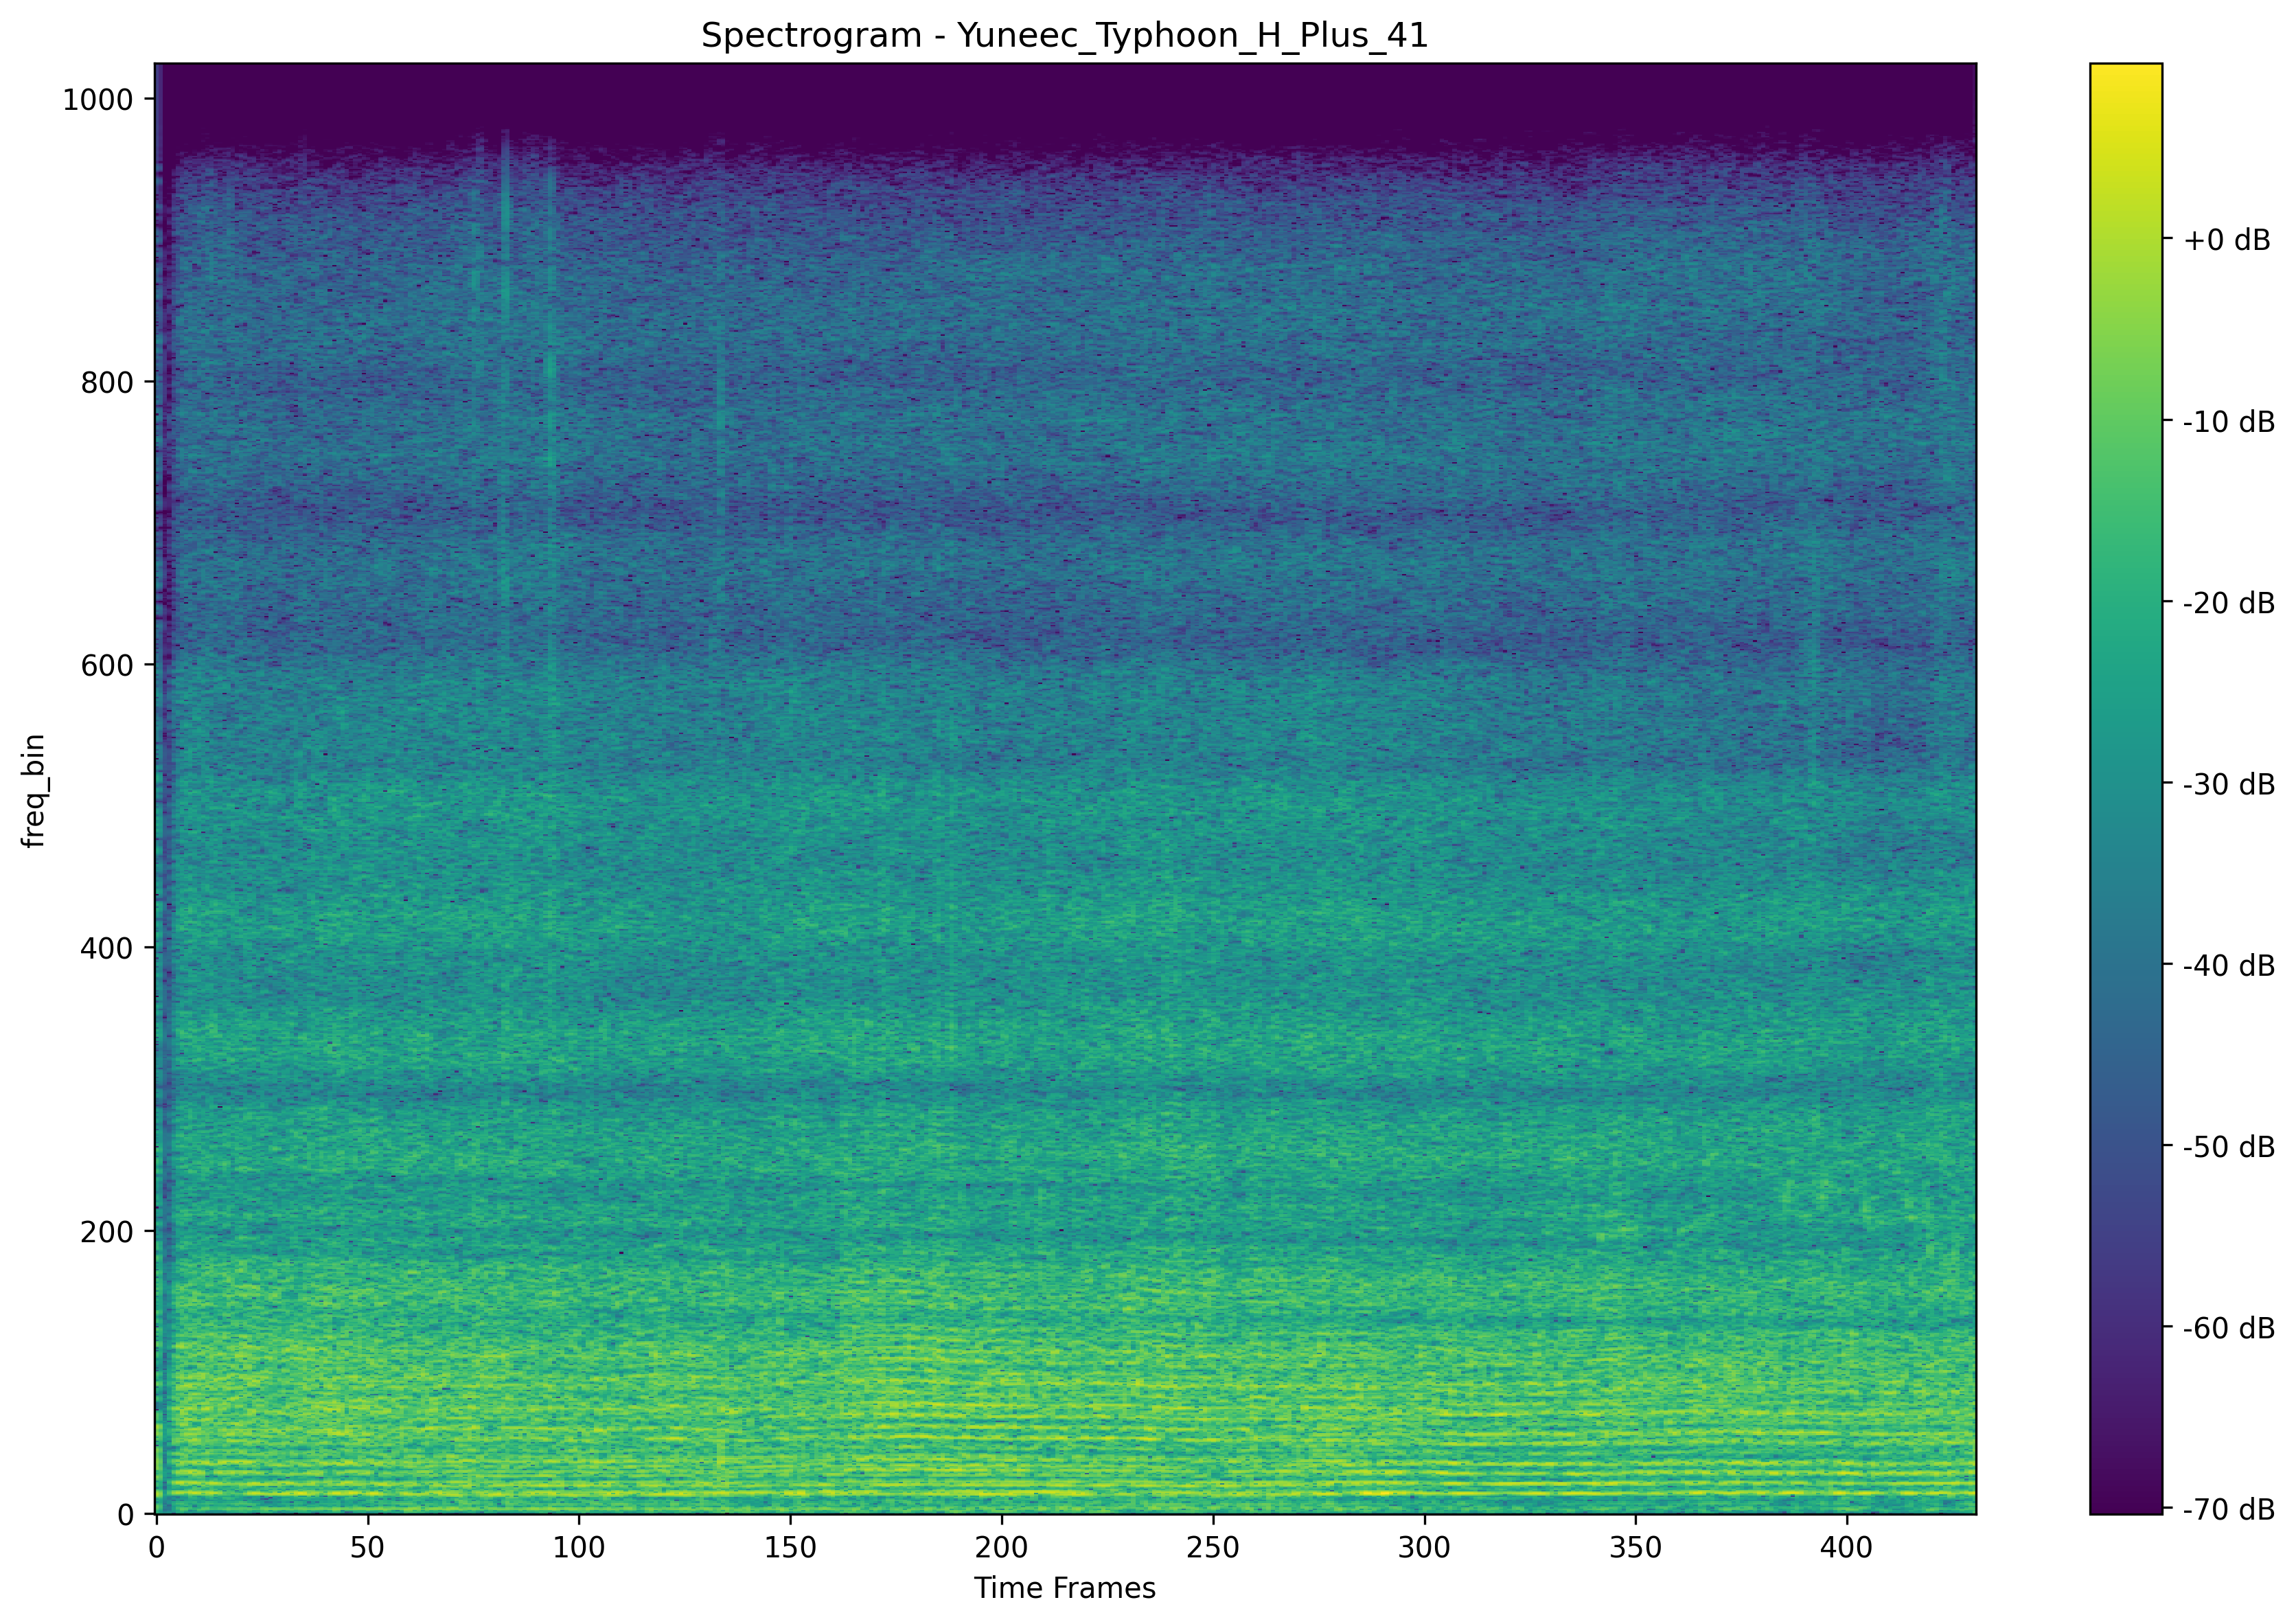 Spectrogram - Yuneec_Typhoon_H_Plus_41
1000
800
600
400
200
0
freq_bin
0 50 100 150 200 250 300 350 400
Time Frames
+0 dB
-10 dB
-20 dB
-30 dB
-40 dB
-50 dB
-60 dB
-70 dB